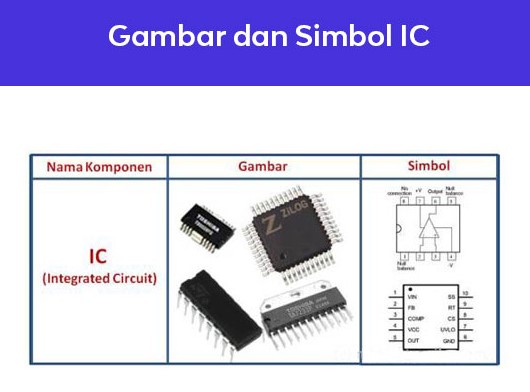 Gambar dan Simbol IC
Nama Komponen
Gambar
Simbol
IC
(Integrated Circuit)
TOSHIBA
Z ZiLOG
TOSHIBA
No connection +V Output Null balance
8 7 6 5
1 2 3 4
Null balance -V
1 VIN SS 10
2 FB RT 9
3 COMP CS 8
4 VCC UVLO 7
5 OUT GND 6